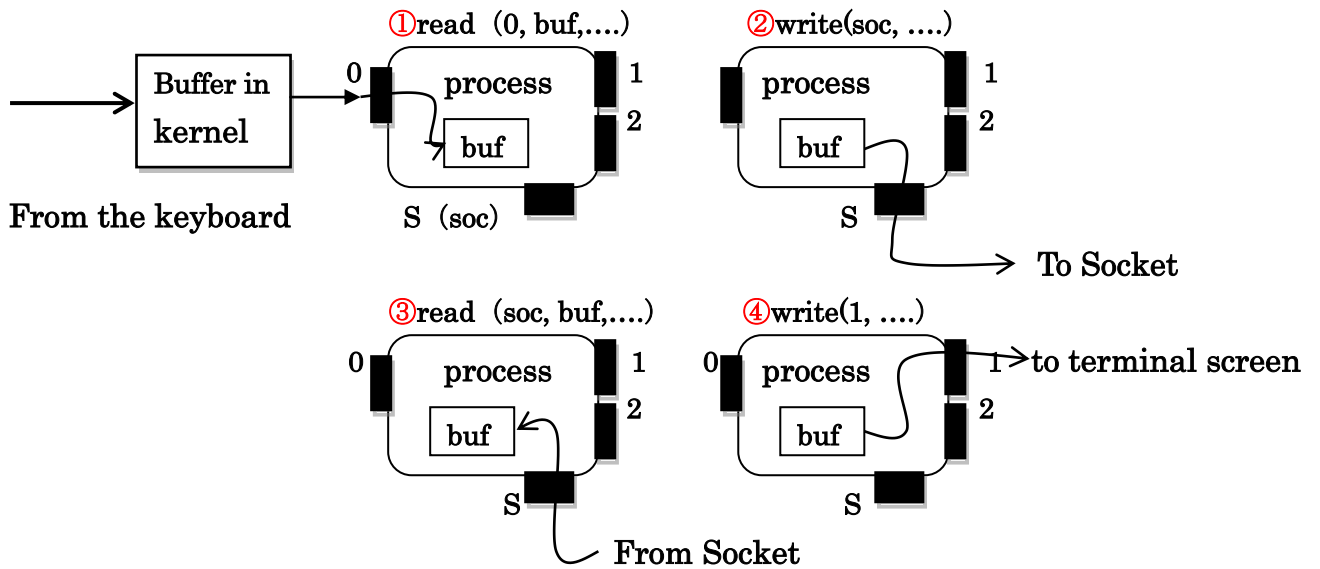 ①read（0, buf,....）
②write(soc, ....)
0
process
1
process
1
Buffer in
kernel
buf
2
buf
2
From the keyboard
S（soc）
S
To Socket
③read（soc, buf,....）
④write(1, ....)
0
process
1
0
process
1
to terminal screen
buf
2
buf
2
S
S
From Socket